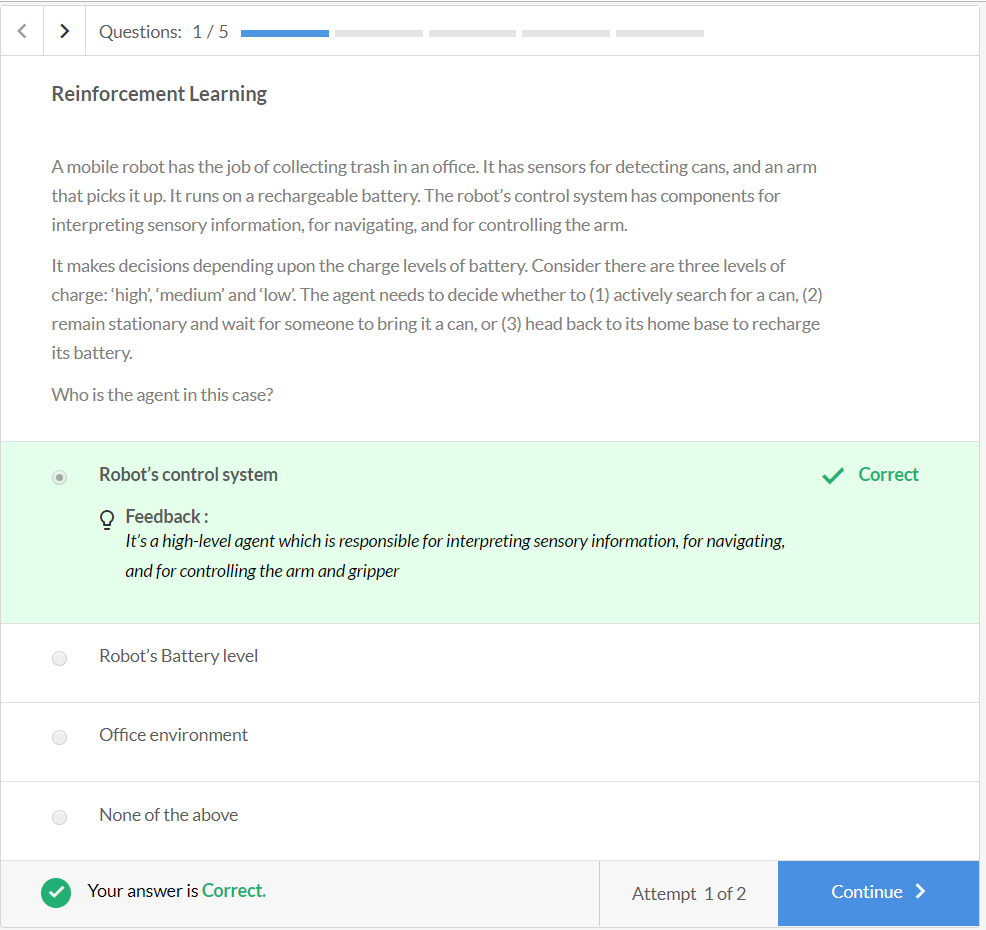 Questions: 1 / 5
Reinforcement Learning
A mobile robot has the job of collecting trash in an office. It has sensors for detecting cans, and an arm
that picks it up. It runs on a rechargeable battery. The robot’s control system has components for
interpreting sensory information, for navigating, and for controlling the arm.
It makes decisions depending upon the charge levels of battery. Consider there are three levels of
charge: ‘high’, ‘medium’ and ‘low’. The agent needs to decide whether to (1) actively search for a can, (2)
remain stationary and wait for someone to bring it a can, or (3) head back to its home base to recharge
its battery.
Who is the agent in this case?
Robot’s control system
Correct
Feedback :
It’s a high-level agent which is responsible for interpreting sensory information, for navigating,
and for controlling the arm and gripper
Robot’s Battery level
Office environment
None of the above
Your answer is Correct.
Attempt 1 of 2
Continue